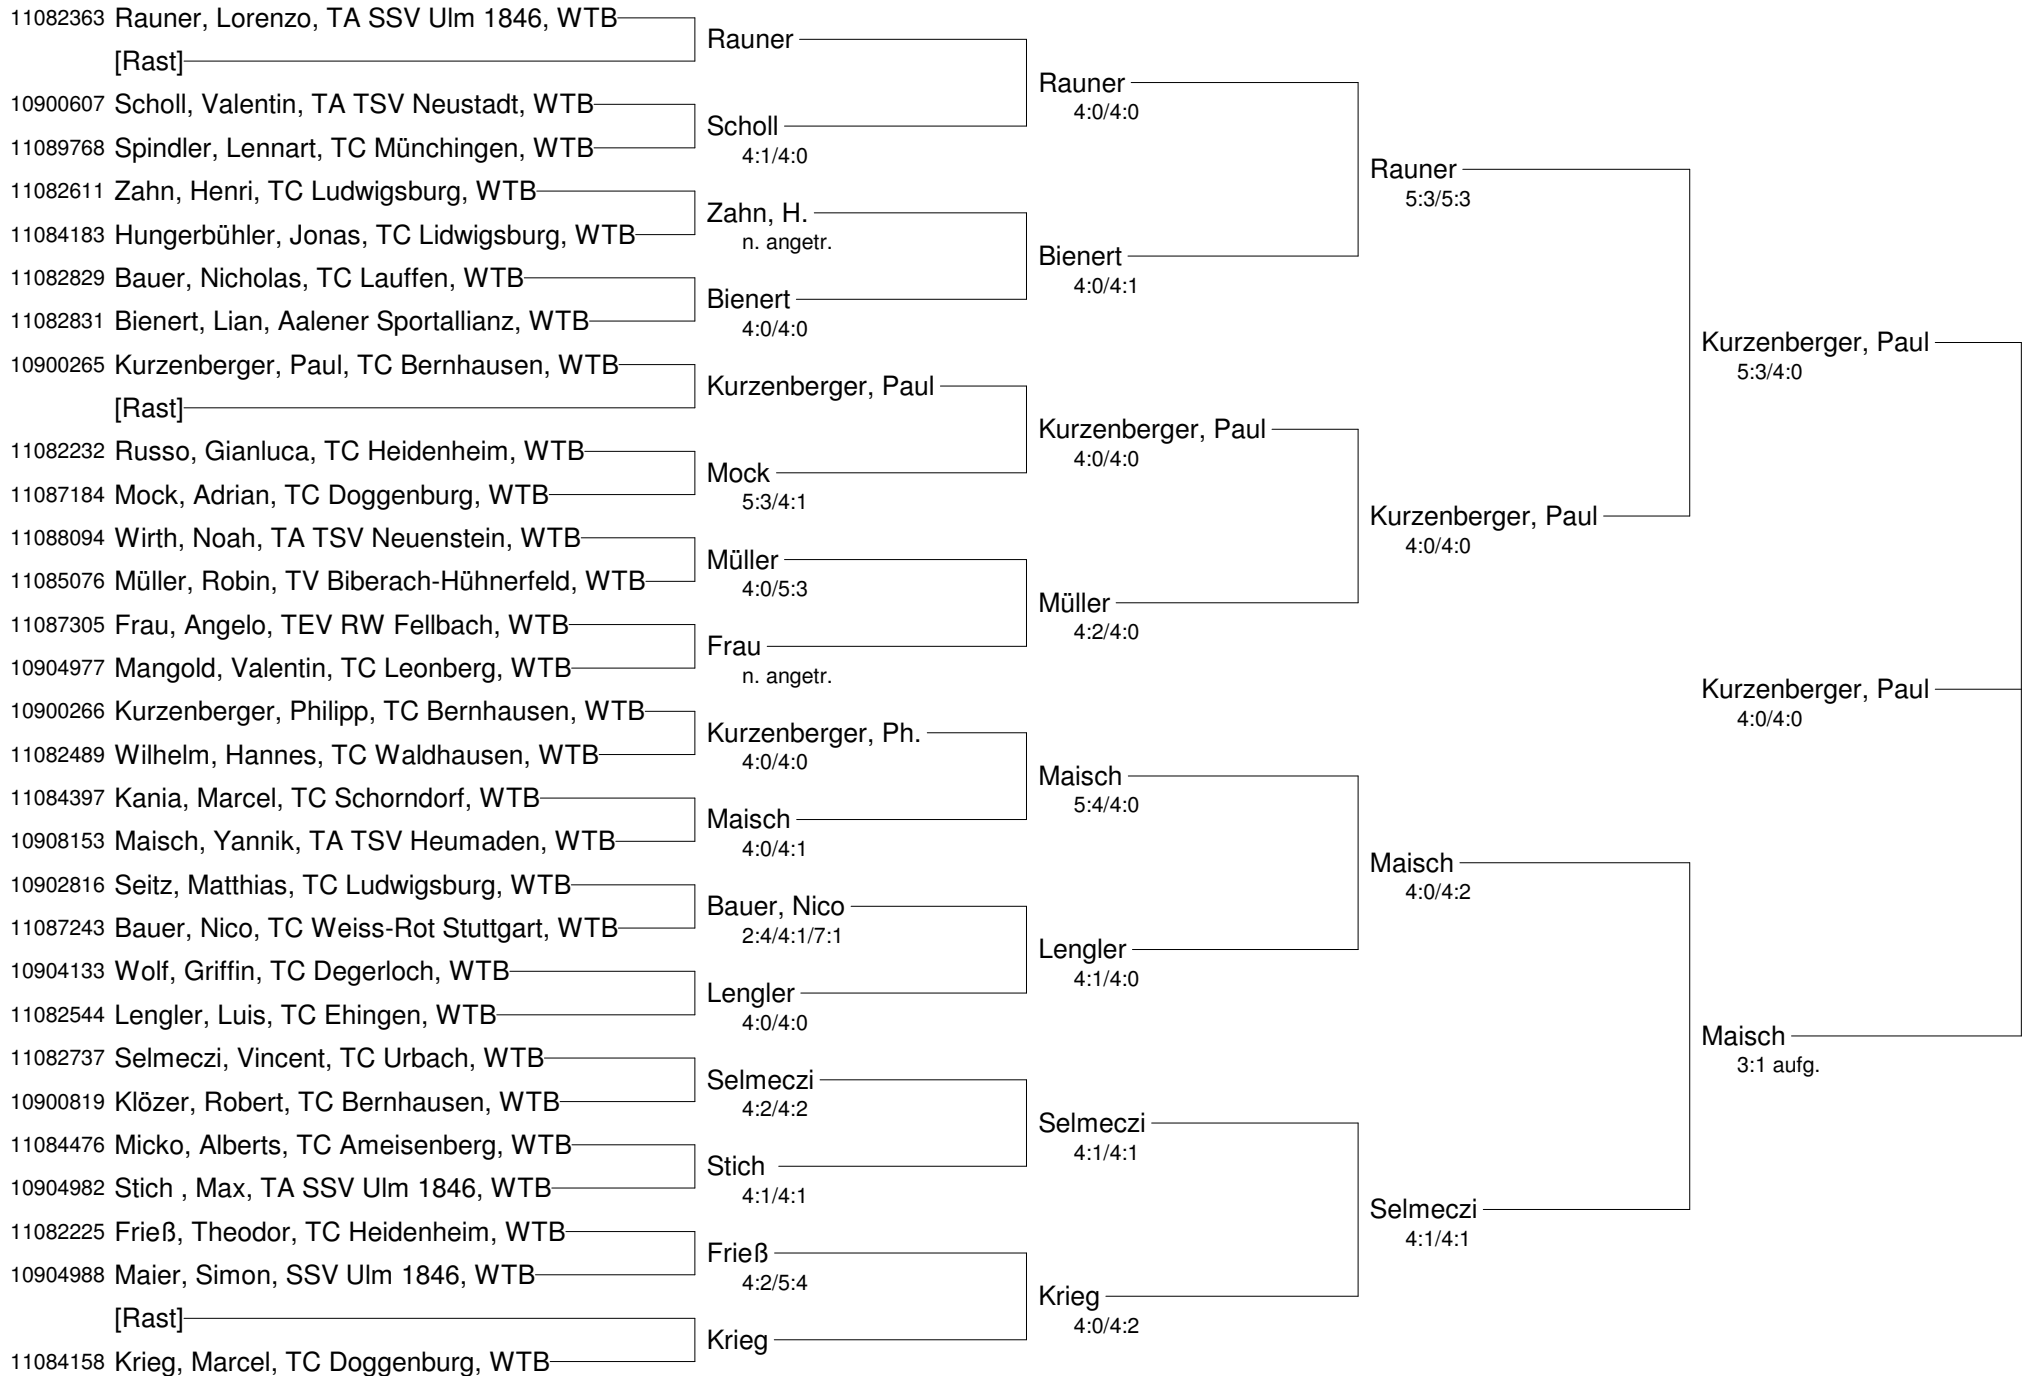 11082363 Rauner, Lorenzo, TA SSV Ulm 1846, WTB
[Rast]
10900607 Scholl, Valentin, TA TSV Neustadt, WTB
11089768 Spindler, Lennart, TC Münchingen, WTB
11082611 Zahn, Henri, TC Ludwigsburg, WTB
11084183 Hungerbühler, Jonas, TC Lidwigsburg, WTB
11082829 Bauer, Nicholas, TC Lauffen, WTB
11082831 Bienert, Lian, Aalener Sportallianz, WTB
10900265 Kurzenberger, Paul, TC Bernhausen, WTB
[Rast]
11082232 Russo, Gianluca, TC Heidenheim, WTB
11087184 Mock, Adrian, TC Doggenburg, WTB
11088094 Wirth, Noah, TA TSV Neuenstein, WTB
11085076 Müller, Robin, TV Biberach-Hühnerfeld, WTB
11087305 Frau, Angelo, TEV RW Fellbach, WTB
10904977 Mangold, Valentin, TC Leonberg, WTB
10900266 Kurzenberger, Philipp, TC Bernhausen, WTB
11082489 Wilhelm, Hannes, TC Waldhausen, WTB
11084397 Kania, Marcel, TC Schorndorf, WTB
10908153 Maisch, Yannik, TA TSV Heumaden, WTB
10902816 Seitz, Matthias, TC Ludwigsburg, WTB
11087243 Bauer, Nico, TC Weiss-Rot Stuttgart, WTB
10904133 Wolf, Griffin, TC Degerloch, WTB
11082544 Lengler, Luis, TC Ehingen, WTB
11082737 Selmeczi, Vincent, TC Urbach, WTB
10900819 Klözer, Robert, TC Bernhausen, WTB
11084476 Micko, Alberts, TC Ameisenberg, WTB
10904982 Stich , Max, TA SSV Ulm 1846, WTB
11082225 Frieß, Theodor, TC Heidenheim, WTB
10904988 Maier, Simon, SSV Ulm 1846, WTB
[Rast]
11084158 Krieg, Marcel, TC Doggenburg, WTB
Rauner
Scholl
4:1/4:0
Zahn, H.
n. angetr.
Bienert
4:0/4:0
Kurzenberger, Paul
Mock
5:3/4:1
Müller
4:0/5:3
Frau
n. angetr.
Kurzenberger, Ph.
4:0/4:0
Maisch
4:0/4:1
Bauer, Nico
2:4/4:1/7:1
Lengler
4:0/4:0
Selmeczi
4:2/4:2
Stich
4:1/4:1
Frieß
4:2/5:4
Krieg
Rauner
4:0/4:0
Bienert
4:0/4:1
Kurzenberger, Paul
4:0/4:0
Müller
4:2/4:0
Maisch
5:4/4:0
Lengler
4:1/4:0
Selmeczi
4:1/4:1
Krieg
4:0/4:2
Rauner
5:3/5:3
Kurzenberger, Paul
4:0/4:0
Maisch
4:0/4:2
Selmeczi
4:1/4:1
Kurzenberger, Paul
5:3/4:0
Kurzenberger, Paul
4:0/4:0
Maisch
3:1 aufg.